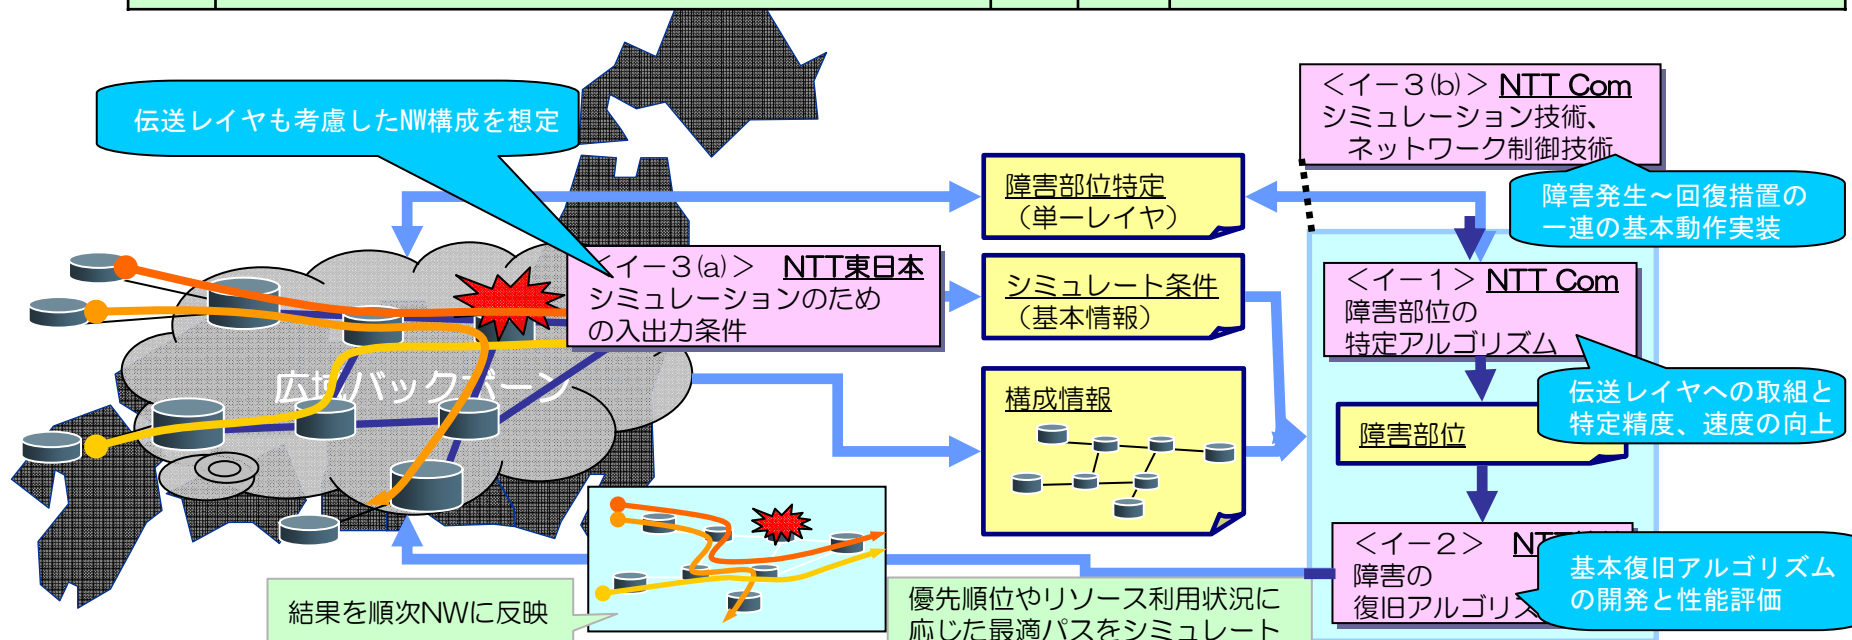 伝送レイヤも考慮したNW構成を想定
<イー3(b)> NTT Com
シミュレーション技術、
ネットワーク制御技術
障害発生～回復措置の
一連の基本動作実装
障害部位特定
（単一レイヤ）
<イー3(a)> NTT東日本
シミュレーションのため
の入出力条件
シミュレート条件
（基本情報）
<イー1> NTT Com
障害部位の
特定アルゴリズム
広域バックボーン
構成情報
伝送レイヤへの取組と
特定精度、速度の向上
障害部位
<イー2>
障害の
復旧アルゴリズ
基本復旧アルゴリズム
の開発と性能評価
結果を順次NWに反映
優先順位やリソース利用状況に
応じた最適パスをシミュレート